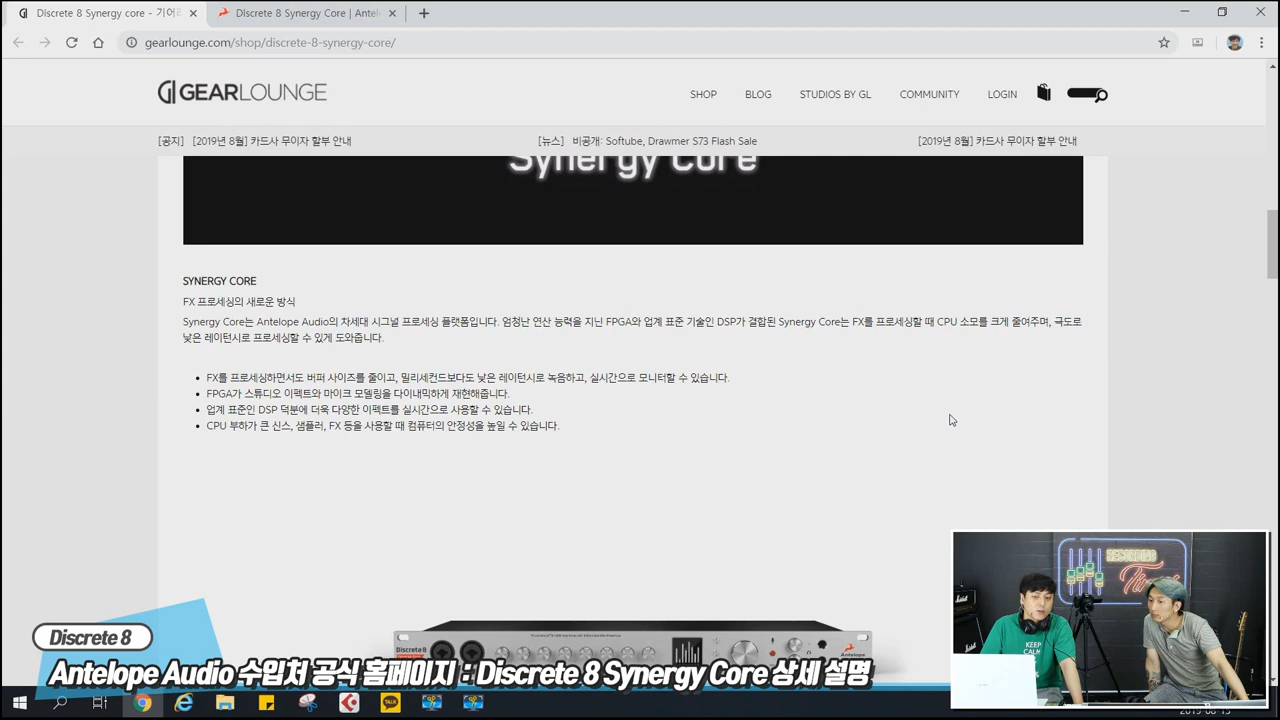 Discrete 8 Synergy core - 기어라
Discrete 8 Synergy Core | Antel
gearlounge.com/shop/discrete-8-synergy-core/
GEARLOUNGE
SHOP BLOG STUDIOS BY GL COMMUNITY LOGIN
[공지] [2019년 8월] 카드사 무이자 할부 안내
[뉴스] 비공개: Softube, Drawmer S73 Flash Sale
[2019년 8월] 카드사 무이자 할부 안내
Synergy Core
SYNERGY CORE
FX 프로세싱의 새로운 방식
Synergy Core는 Antelope Audio의 차세대 시그널 프로세싱 플랫폼입니다. 엄청난 연산 능력을 지닌 FPGA와 업계 표준 기술인 DSP가 결합된 Synergy Core는 FX를 프로세싱할 때 CPU 소모를 크게 줄여주며, 극도로
낮은 레이턴시로 프로세싱할 수 있게 도와줍니다.
FX를 프로세싱하면서도 버퍼 사이즈를 줄이고, 밀리세컨드보다도 낮은 레이턴시로 녹음하고, 실시간으로 모니터할 수 있습니다.
FPGA가 스튜디오 이펙트와 마이크 모델링을 다이내믹하게 재현해줍니다.
업계 표준인 DSP 덕분에 더욱 다양한 이펙트를 실시간으로 사용할 수 있습니다.
CPU 부하가 큰 신스, 샘플러, FX 등을 사용할 때 컴퓨터의 안정성을 높일 수 있습니다.
RECORDING
Marshall
KEEP
CALM
Discrete 8
Antelope
Discrete 8
Antelope Audio 수입처 공식 홈페이지 : Discrete 8 Synergy Core 상세 설명
TALK
2019-08-13